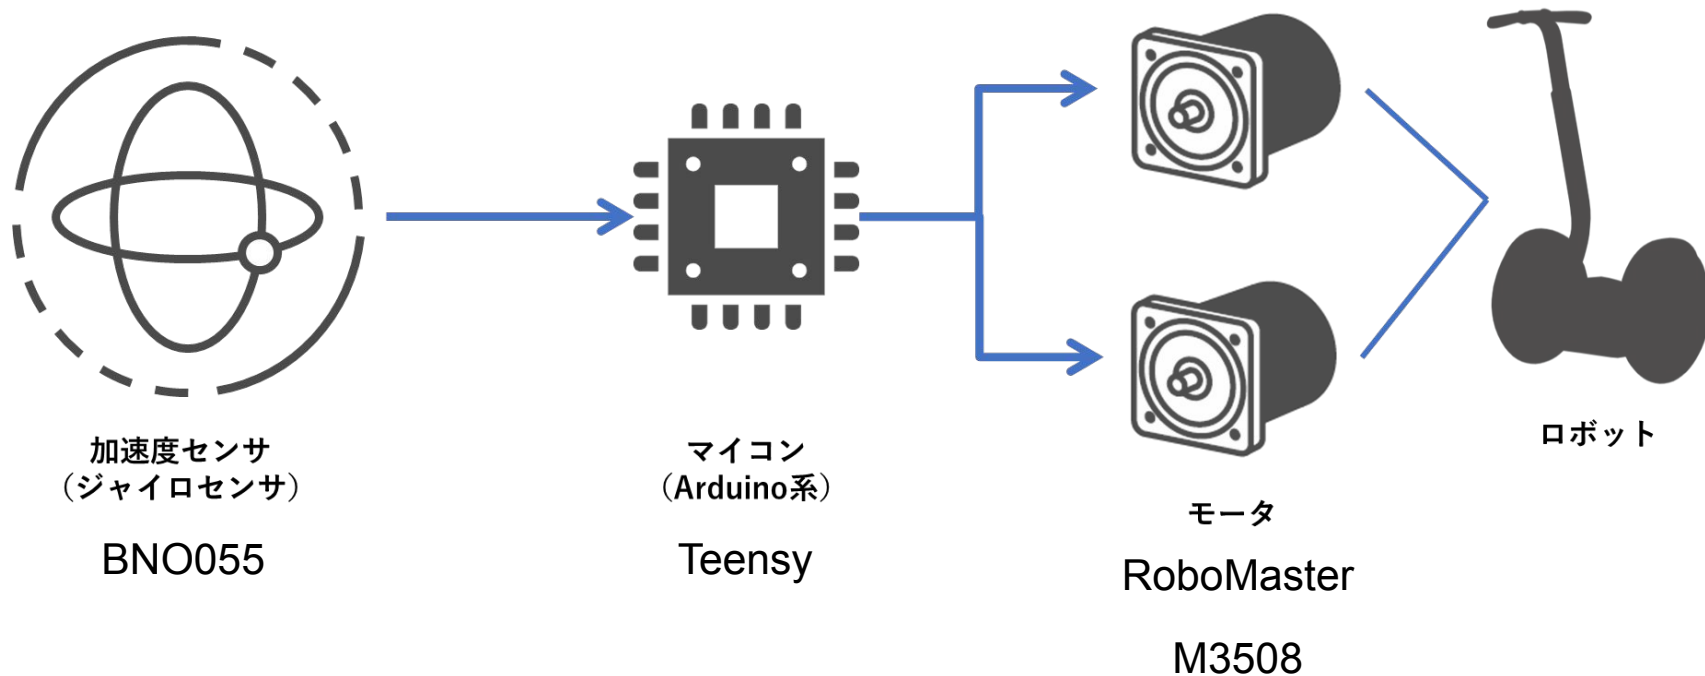 加速度センサ
（ジャイロセンサ）
BNO055
マイコン
（Arduino系）
Teensy
モータ
RoboMaster
M3508
ロボット